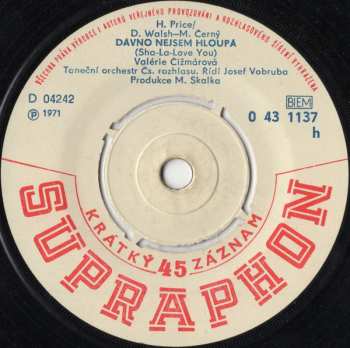 VŠECHNA PRÁVA VÝROBCE I AUTORŮ VEŘEJNÉHO PROVOZOVÁNÍ A ROZHLASOVÉHO ŠÍŘENÍ VYHRAZENA
H. Price/
D. Walsh–M. Černý
DÁVNO NEJSEM HLOUPÁ
(Sha-La-Love You)
Valérie Čižmárová
Taneční orchestr Čs. rozhlasu. Řídí Josef Vobruba
Produkce M. Skalka
D 04242
Ⓟ 1971
BIEM
0 43 1137
h
KRÁTKÝ 45 ZÁZNAM
SUPRAPHON